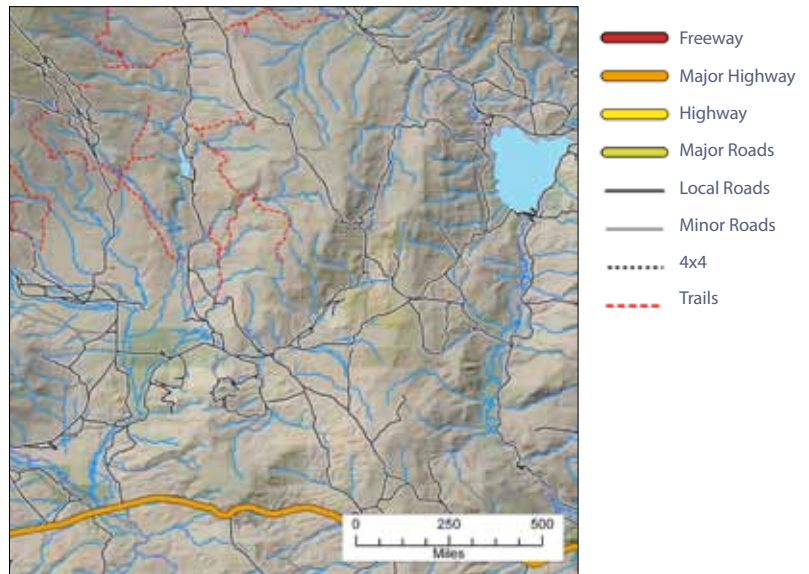 Freeway
Major Highway
Highway
Major Roads
Local Roads
Minor Roads
4x4
Trails
0 250 500
Miles